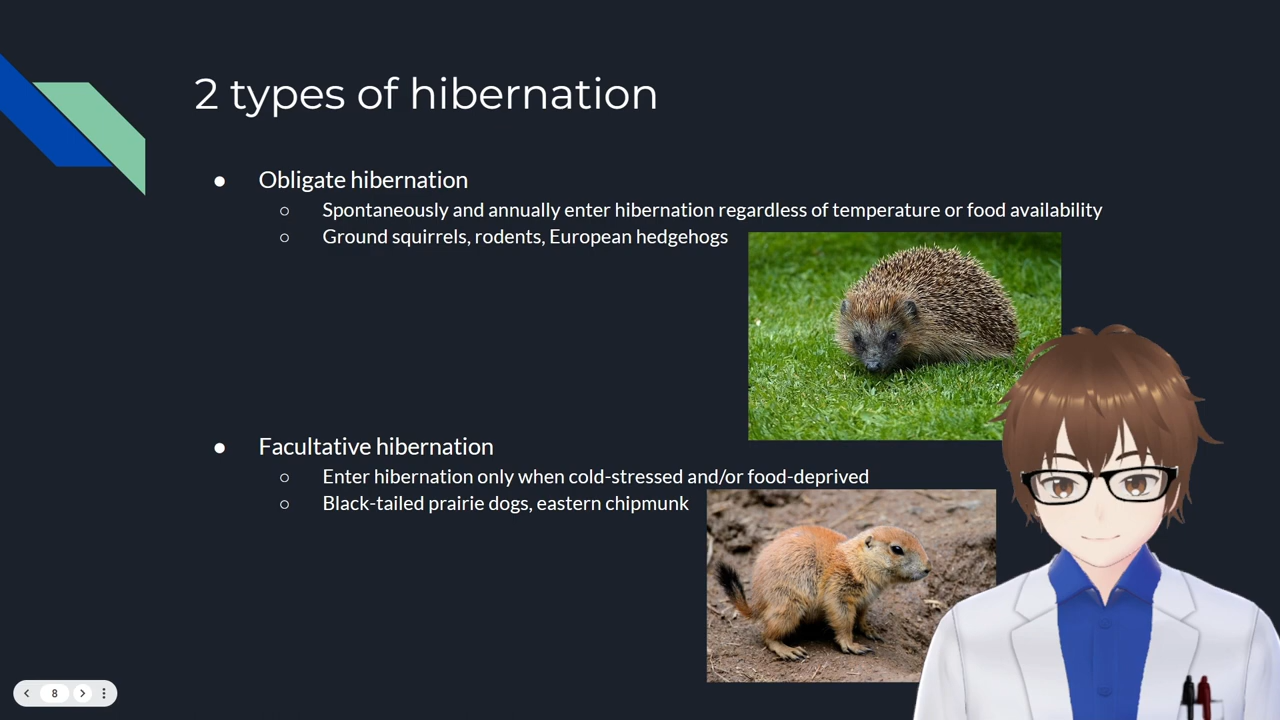 2 types of hibernation
● Obligate hibernation
○ Spontaneously and annually enter hibernation regardless of temperature or food availability
○ Ground squirrels, rodents, European hedgehogs
● Facultative hibernation
○ Enter hibernation only when cold-stressed and/or food-deprived
○ Black-tailed prairie dogs, eastern chipmunk
8